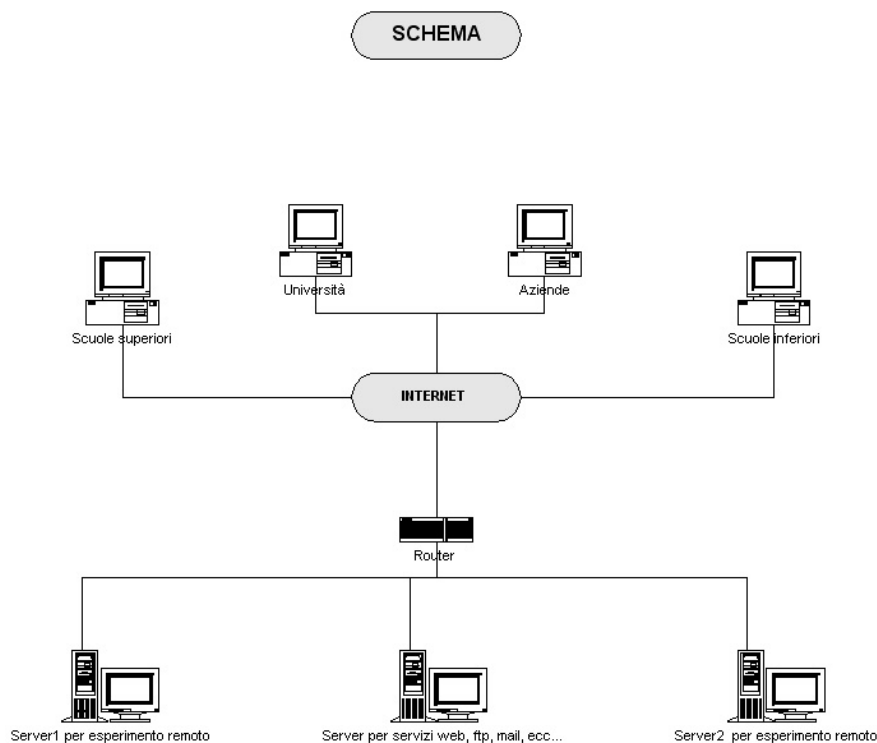 SCHEMA
Università
Aziende
Scuole superiori
Scuole inferiori
INTERNET
Router
Server1 per esperimento remoto
Server per servizi web, ftp, mail, ecc...
Server2 per esperimento remoto